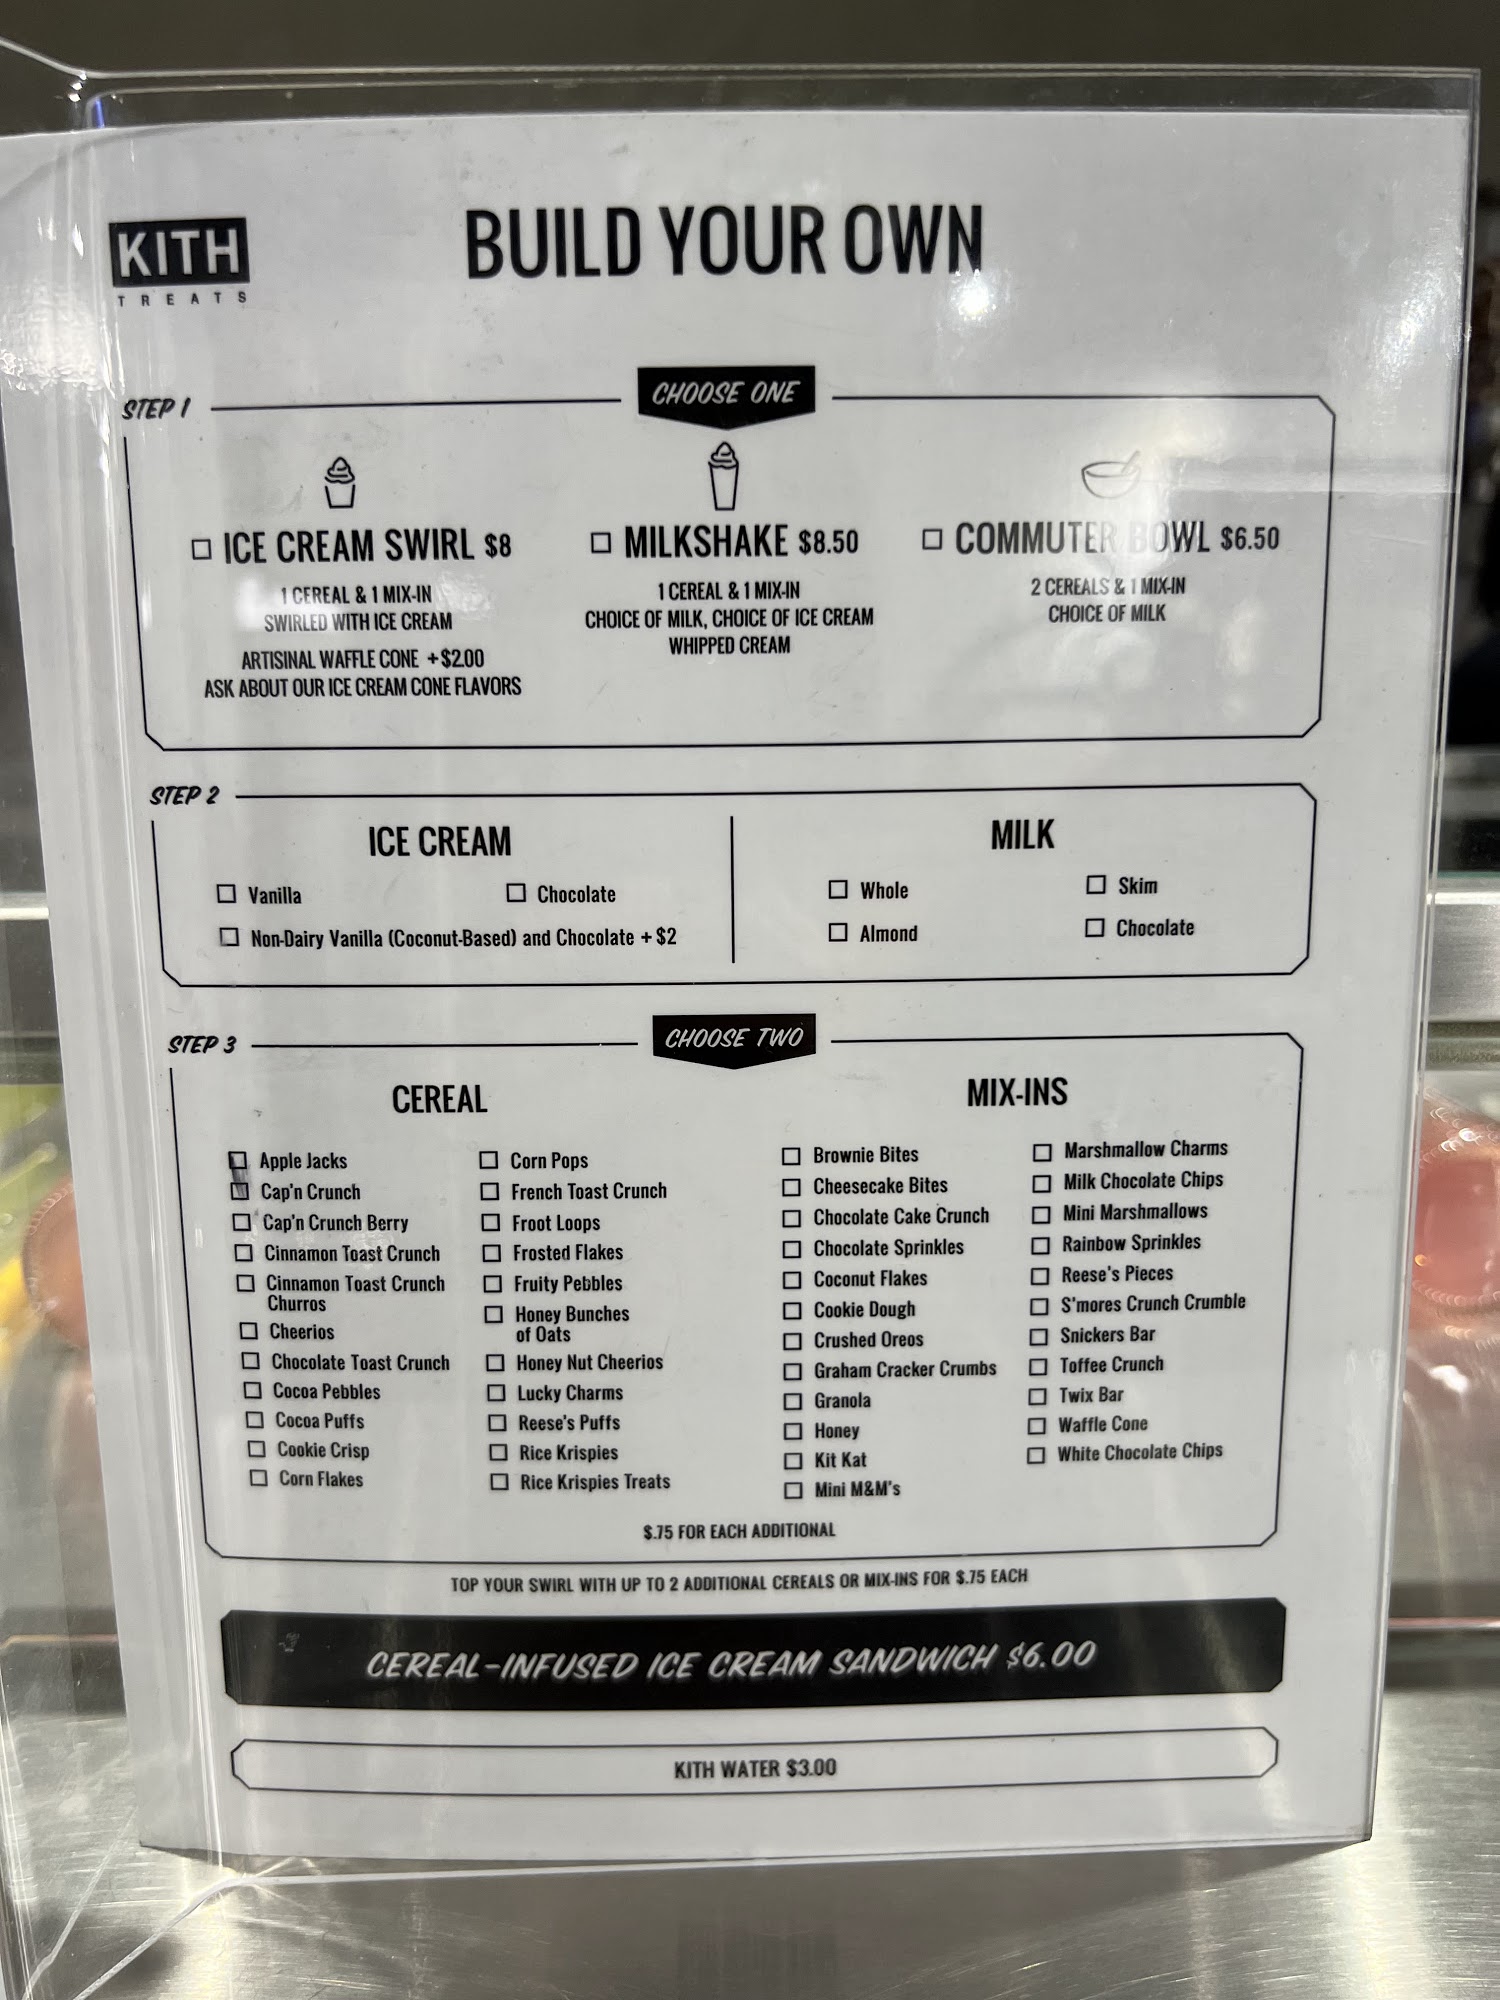 KITH
TREATS
BUILD YOUR OWN
STEP 1
CHOOSE ONE
ICE CREAM SWIRL $8
1 CEREAL & 1 MIX-IN
SWIRLED WITH ICE CREAM
ARTISINAL WAFFLE CONE +$2.00
ASK ABOUT OUR ICE CREAM CONE FLAVORS
MILKSHAKE $8.50
1 CEREAL & 1 MIX-IN
CHOICE OF MILK, CHOICE OF ICE CREAM
WHIPPED CREAM
COMMUTER BOWL $6.50
2 CEREALS & 1 MIX-IN
CHOICE OF MILK
STEP 2
ICE CREAM
Vanilla
Chocolate
Non-Dairy Vanilla (Coconut-Based) and Chocolate +$2
MILK
Whole
Skim
Almond
Chocolate
STEP 3
CHOOSE TWO
CEREAL
Apple Jacks
Cap'n Crunch
Cap'n Crunch Berry
Cinnamon Toast Crunch
Cinnamon Toast Crunch
Churros
Cheerios
Chocolate Toast Crunch
Cocoa Pebbles
Cocoa Puffs
Cookie Crisp
Corn Flakes
Corn Pops
French Toast Crunch
Froot Loops
Frosted Flakes
Fruity Pebbles
Honey Bunches
of Oats
Honey Nut Cheerios
Lucky Charms
Reese's Puffs
Rice Krispies
Rice Krispies Treats
MIX-INS
Brownie Bites
Cheesecake Bites
Chocolate Cake Crunch
Chocolate Sprinkles
Coconut Flakes
Cookie Dough
Crushed Oreos
Graham Cracker Crumbs
Granola
Honey
Kit Kat
Mini M&M's
Marshmallow Charms
Milk Chocolate Chips
Mini Marshmallows
Rainbow Sprinkles
Reese's Pieces
S'mores Crunch Crumble
Snickers Bar
Toffee Crunch
Twix Bar
Waffle Cone
White Chocolate Chips
$.75 FOR EACH ADDITIONAL
TOP YOUR SWIRL WITH UP TO 2 ADDITIONAL CEREALS OR MIX-INS FOR $.75 EACH
CEREAL-INFUSED ICE CREAM SANDWICH $6.00
KITH WATER $3.00